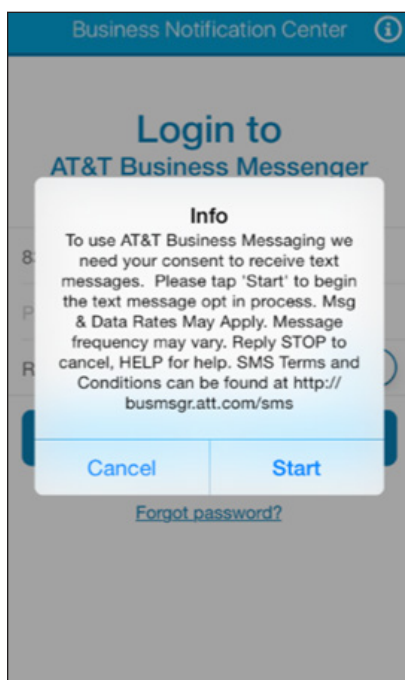 Business Notification Center
Login to
AT&T Business Messenger
Info
To use AT&T Business Messaging we
need your consent to receive text
messages. Please tap 'Start' to begin
the text message opt in process. Msg
& Data Rates May Apply. Message
frequency may vary. Reply STOP to
cancel, HELP for help. SMS Terms and
Conditions can be found at http://
busmsgr.att.com/sms
Cancel
Start
Forgot password?